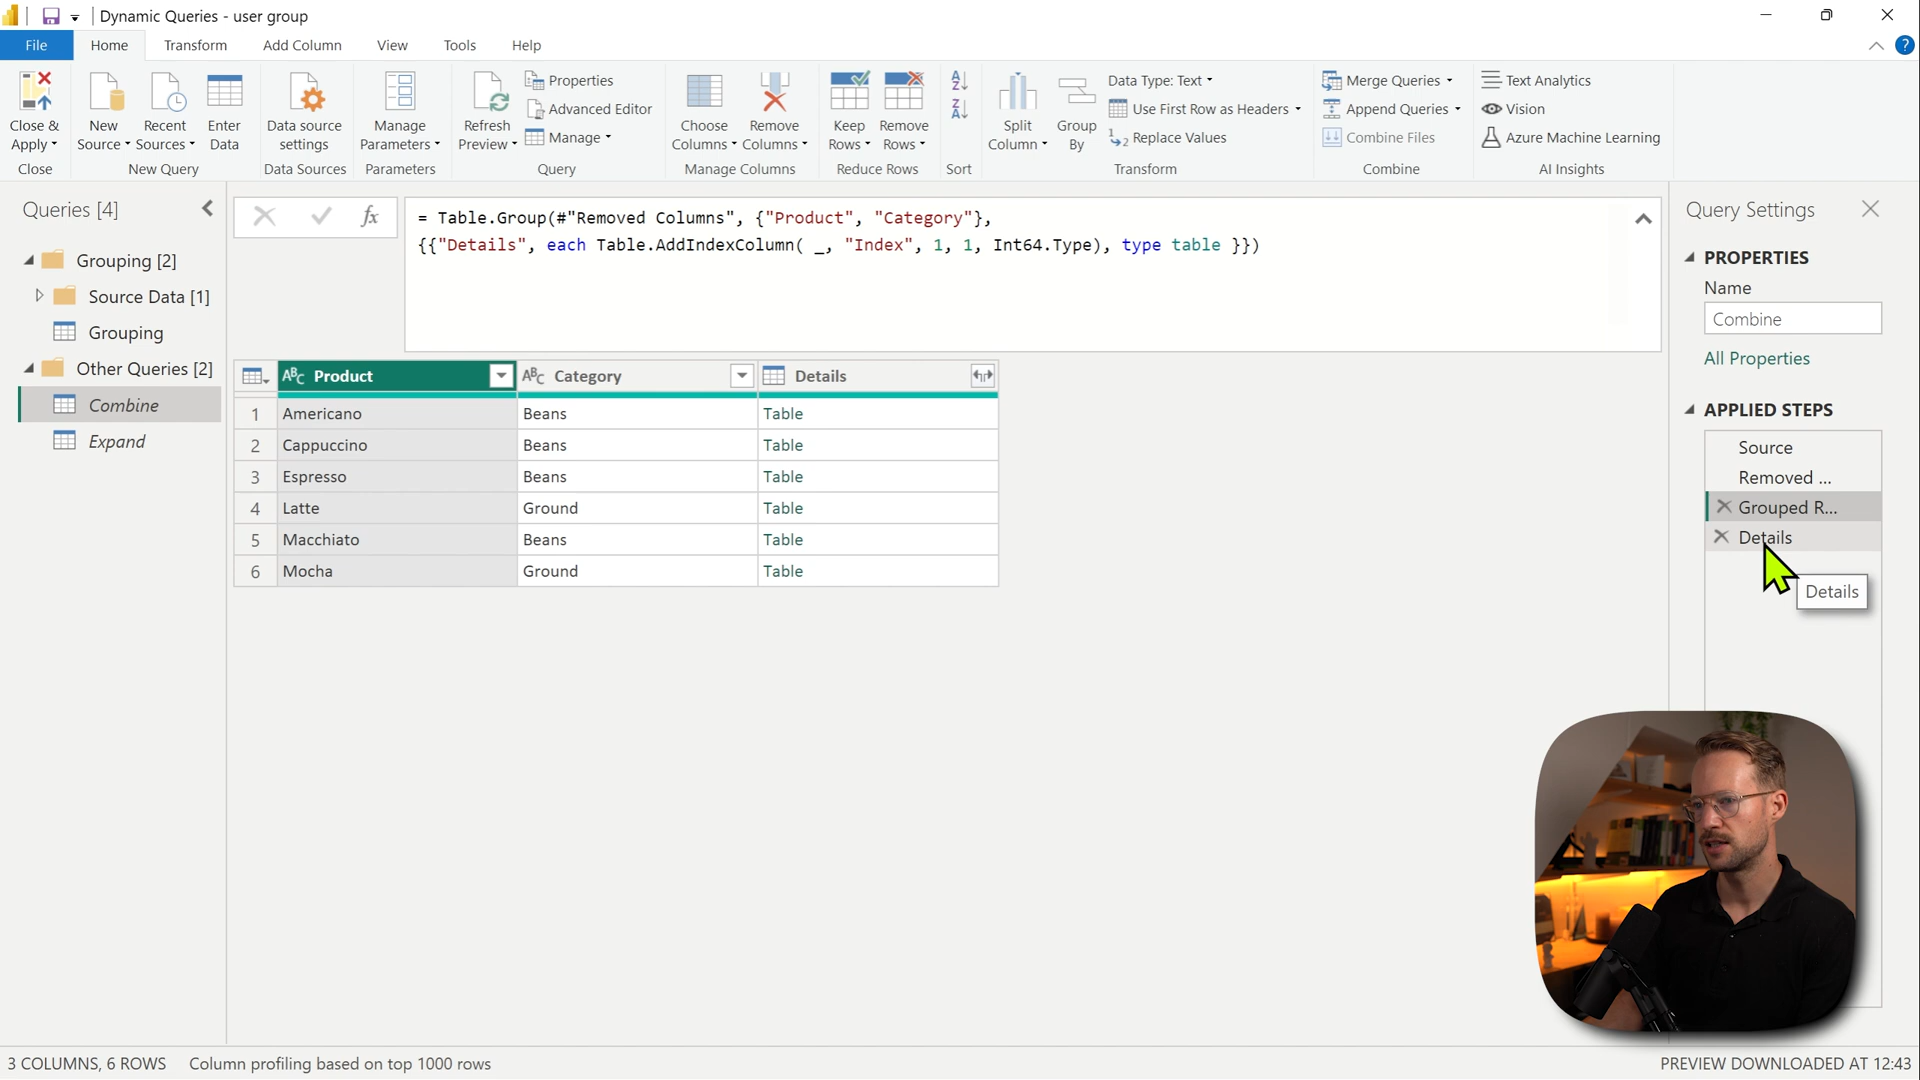 Dynamic Queries - user group
File
Home
Transform
Add Column
View
Tools
Help
?
Close &
Apply
Close
New
Source
Recent
Sources
Enter
Data
New Query
Data source
settings
Data Sources
Manage
Parameters
Parameters
Refresh
Preview
Properties
Advanced Editor
Manage
Query
Choose
Columns
Remove
Columns
Manage Columns
Keep
Rows
Remove
Rows
Reduce Rows
Sort
Split
Column
Group
By
Data Type: Text
Use First Row as Headers
Replace Values
Transform
Merge Queries
Append Queries
Combine Files
Combine
Text Analytics
Vision
Azure Machine Learning
AI Insights
Queries [4]
Grouping [2]
Source Data [1]
Grouping
Other Queries [2]
Combine
Expand
fx
= Table.Group(#"Removed Columns", {"Product", "Category"},
{{"Details", each Table.AddIndexColumn( _, "Index", 1, 1, Int64.Type), type table }})
ABC Product ABC Category Details
1 Americano Beans Table
2 Cappuccino Beans Table
3 Espresso Beans Table
4 Latte Ground Table
5 Macchiato Beans Table
6 Mocha Ground Table
Query Settings
PROPERTIES
Name
Combine
All Properties
APPLIED STEPS
Source
Removed ...
Grouped R...
Details
Details
3 COLUMNS, 6 ROWS
Column profiling based on top 1000 rows
PREVIEW DOWNLOADED AT 12:43